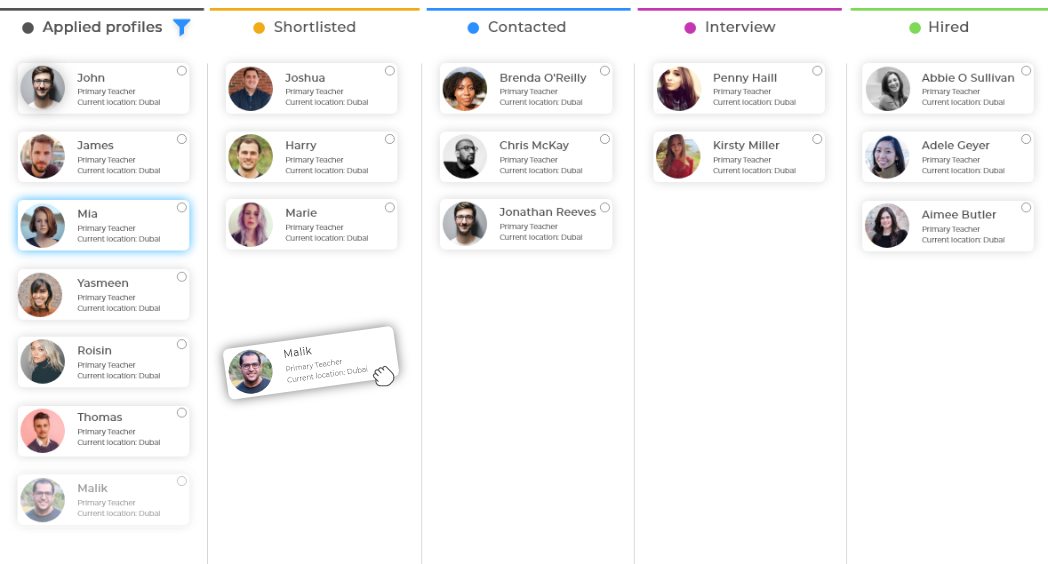 Applied profiles
Shortlisted
Contacted
Interview
Hired
John
Primary Teacher
Current location: Dubai
James
Primary Teacher
Current location: Dubai
Mia
Primary Teacher
Current location: Dubai
Yasmeen
Primary Teacher
Current location: Dubai
Roisin
Primary Teacher
Current location: Dubai
Thomas
Primary Teacher
Current location: Dubai
Malik
Primary Teacher
Current location: Dubai
Joshua
Primary Teacher
Current location: Dubai
Harry
Primary Teacher
Current location: Dubai
Marie
Primary Teacher
Current location: Dubai
Malik
Primary Teacher
Current location: Dubai
Brenda O'Reilly
Primary Teacher
Current location: Dubai
Chris McKay
Primary Teacher
Current location: Dubai
Jonathan Reeves
Primary Teacher
Current location: Dubai
Penny Haill
Primary Teacher
Current location: Dubai
Kirsty Miller
Primary Teacher
Current location: Dubai
Abbie O Sullivan
Primary Teacher
Current location: Dubai
Adele Geyer
Primary Teacher
Current location: Dubai
Aimee Butler
Primary Teacher
Current location: Dubai